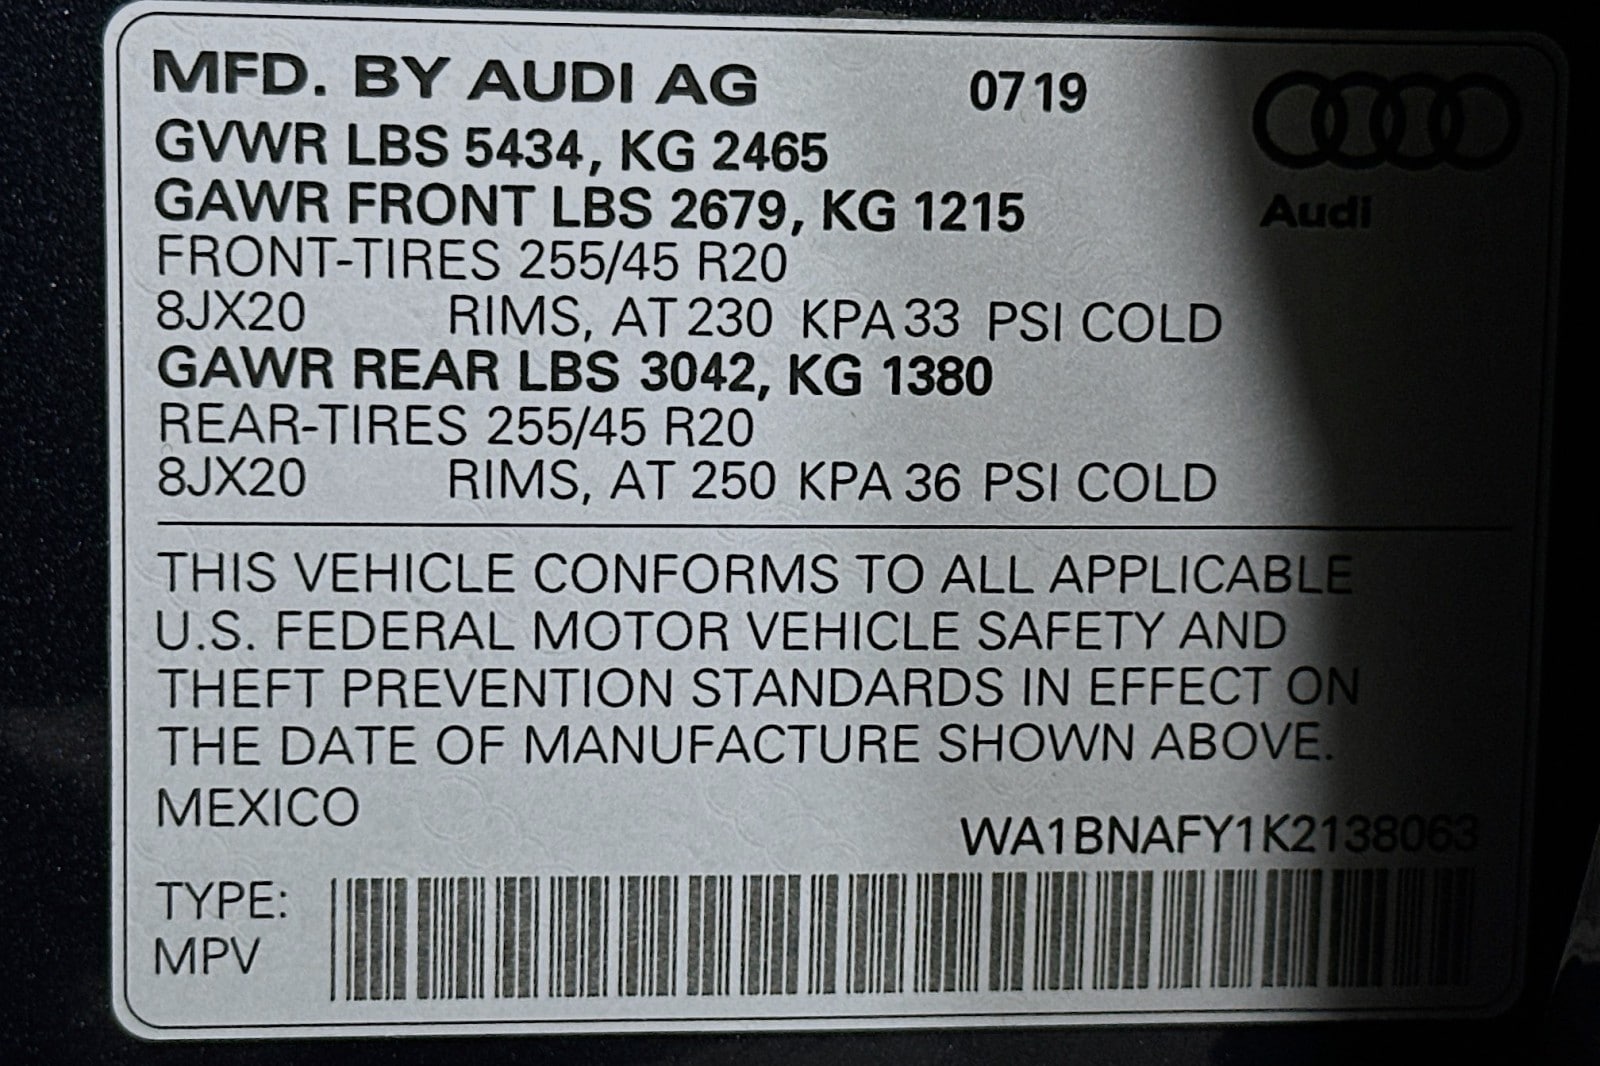 MFD. BY AUDI AG 0719
Audi
GVWR LBS 5434, KG 2465
GAWR FRONT LBS 2679, KG 1215
FRONT-TIRES 255/45 R20
8JX20 RIMS, AT 230 KPA 33 PSI COLD
GAWR REAR LBS 3042, KG 1380
REAR-TIRES 255/45 R20
8JX20 RIMS, AT 250 KPA 36 PSI COLD
THIS VEHICLE CONFORMS TO ALL APPLICABLE
U.S. FEDERAL MOTOR VEHICLE SAFETY AND
THEFT PREVENTION STANDARDS IN EFFECT ON
THE DATE OF MANUFACTURE SHOWN ABOVE.
MEXICO
WA1BNAFY1K2138063
TYPE:
MPV